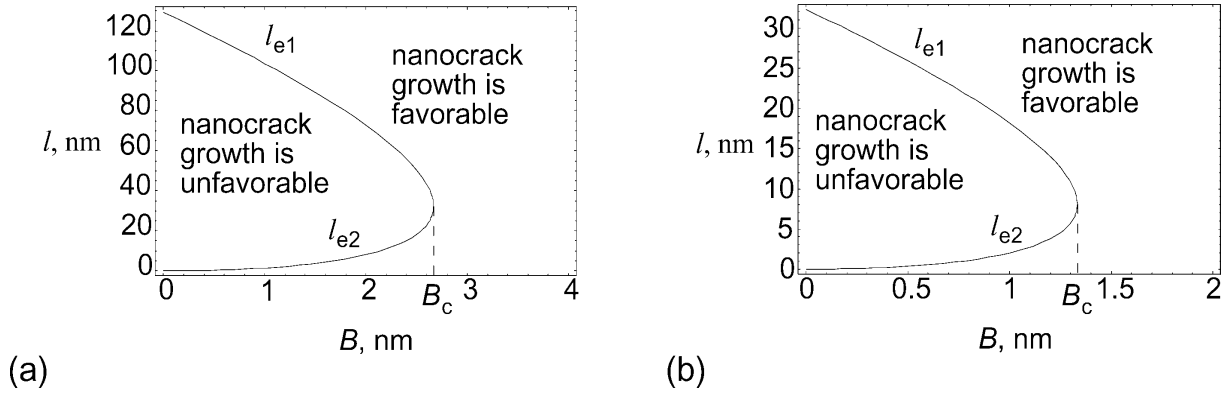 120
100
80
60
40
20
0
l, nm
l_e1
nanocrack
growth is
favorable
nanocrack
growth is
unfavorable
l_e2
0 1 2 3 4
B_c
B, nm
(a)
30
25
20
15
10
5
0
l, nm
l_e1
nanocrack
growth is
favorable
nanocrack
growth is
unfavorable
l_e2
0 0.5 1 1.5 2
B_c
B, nm
(b)